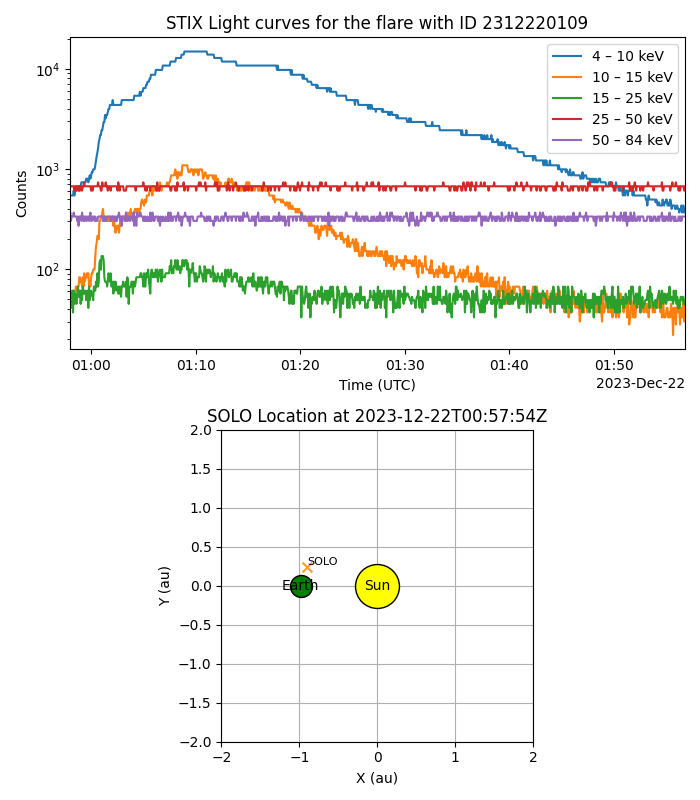 STIX Light curves for the flare with ID 2312220109
4 – 10 keV
10 – 15 keV
15 – 25 keV
25 – 50 keV
50 – 84 keV
10⁴
10³
10²
Counts
01:00 01:10 01:20 01:30 01:40 01:50
Time (UTC)
2023-Dec-22
SOLO Location at 2023-12-22T00:57:54Z
2.0
1.5
1.0
0.5
0.0
−0.5
−1.0
−1.5
−2.0
Y (au)
SOLO
Earth
Sun
−2 −1 0 1 2
X (au)